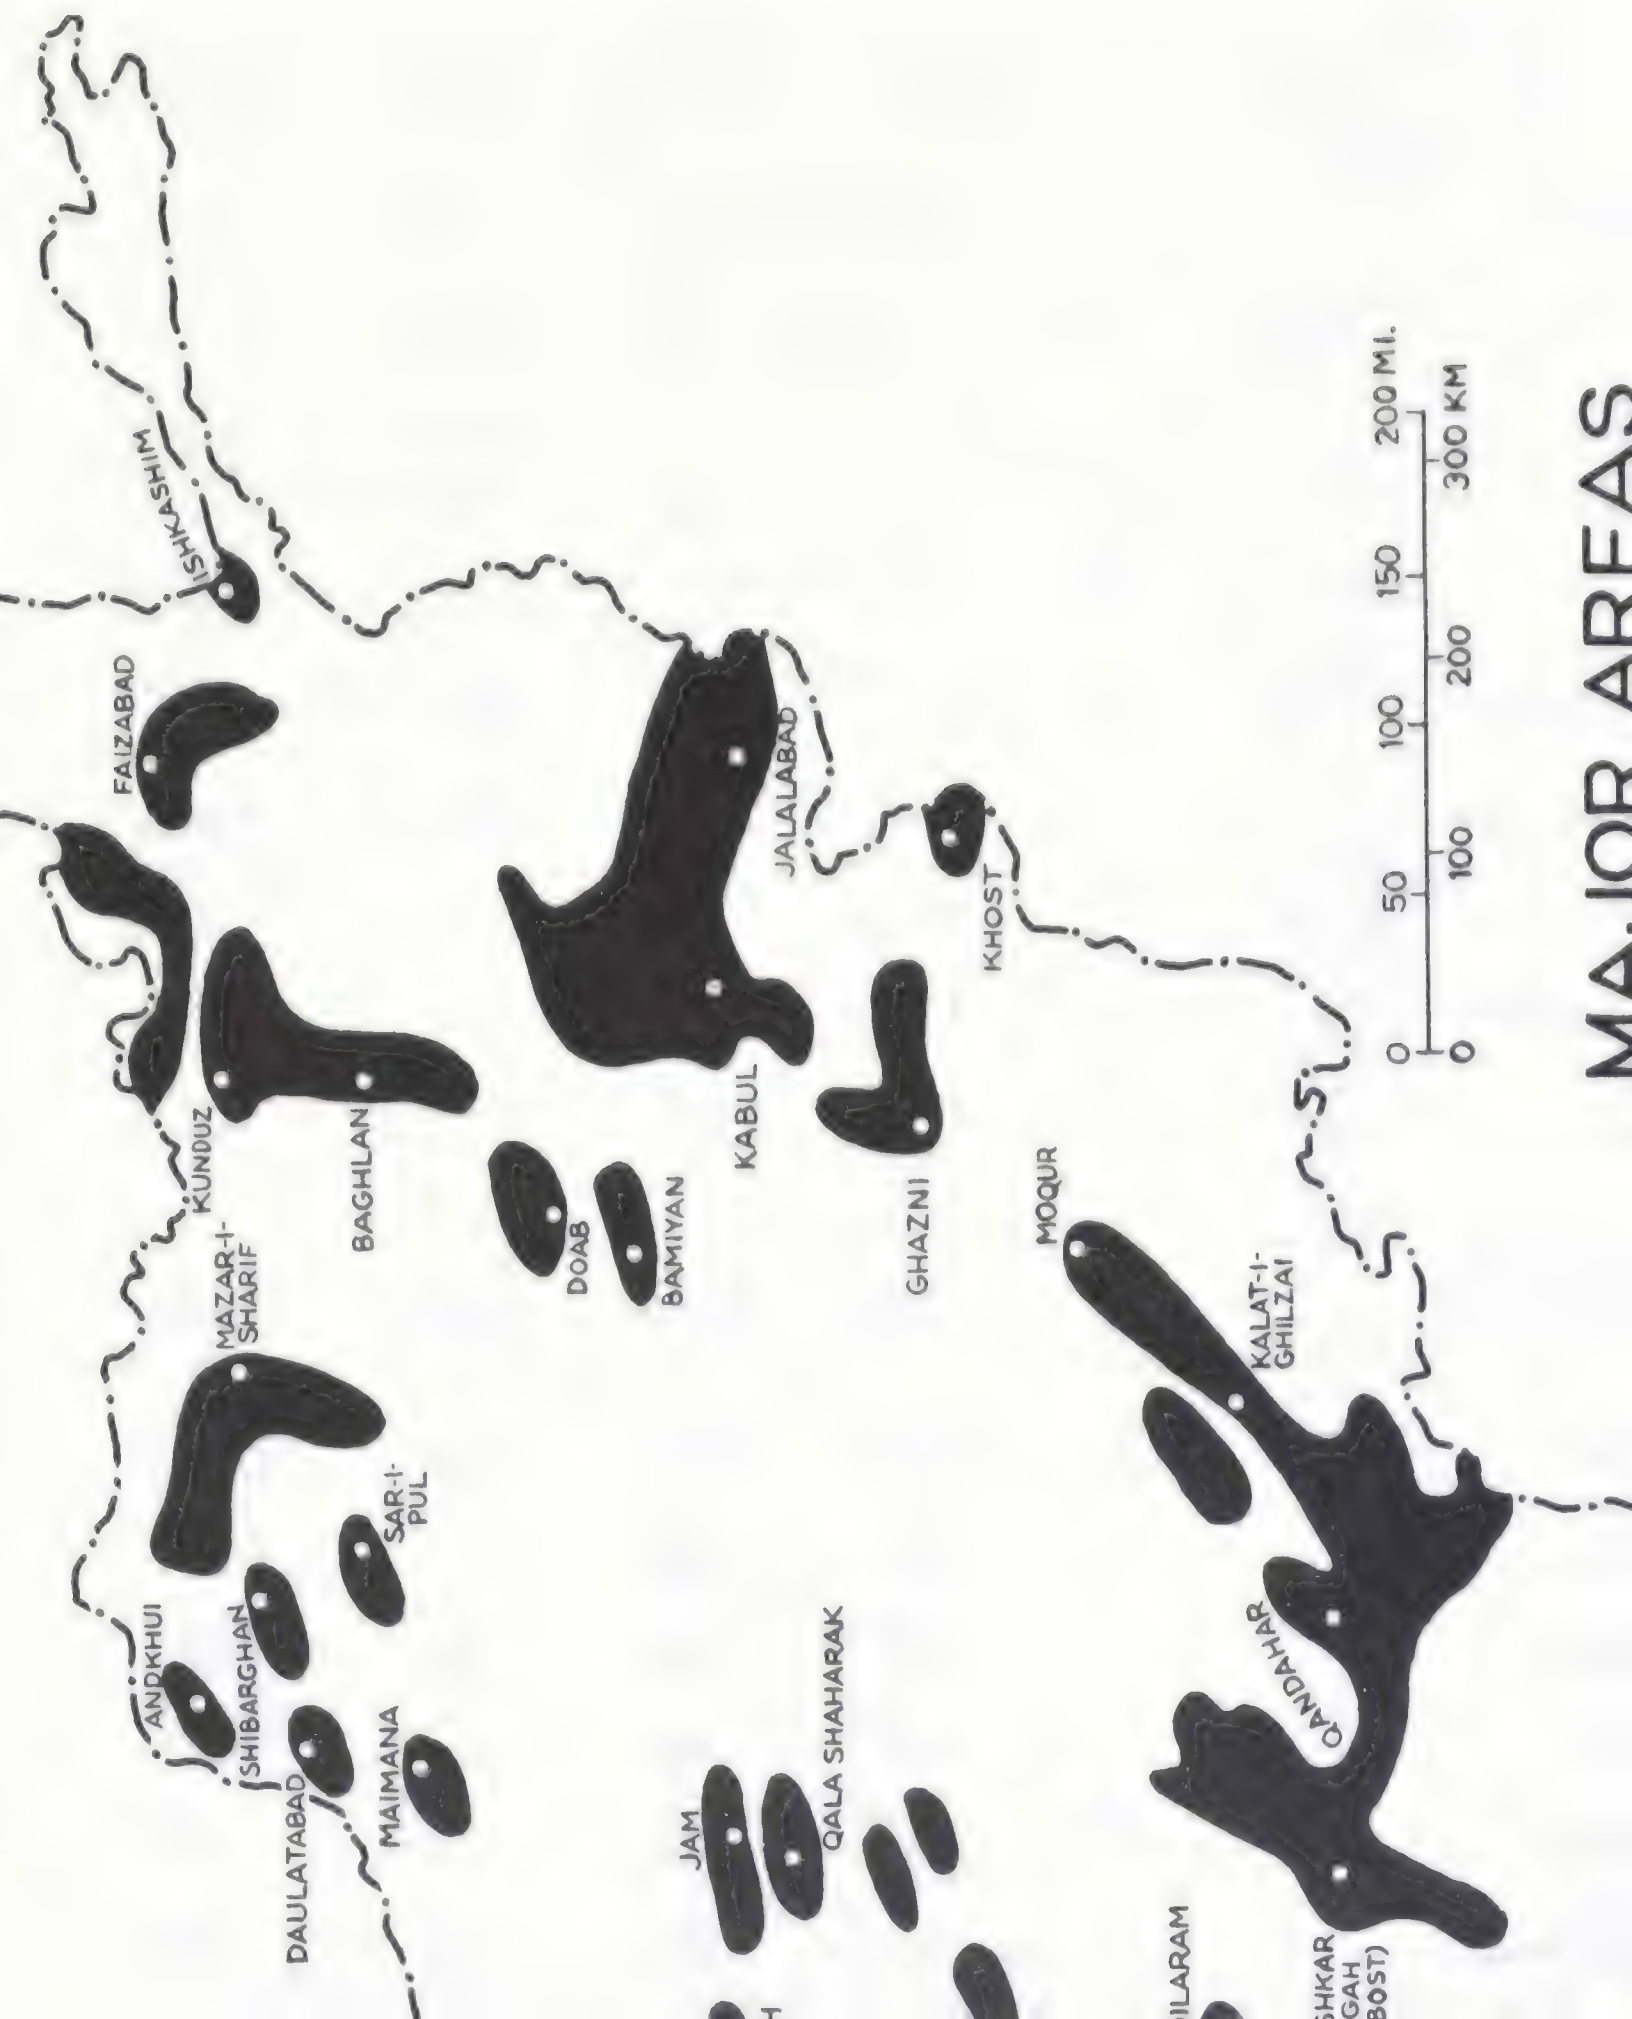 ISHKASHIM
FAIZABAD
KUNDUZ
BAGHLAN
MAZAR-I-
SHARIF
SAR-I-
PUL
ANDKHUI
SHIBARGHAN
DAULATABAD
MAIMANA
DOAB
BAMIYAN
KABUL
JALALABAD
KHOST
GHAZNI
MOQUR
KALAT-I-
GHILZAI
QANDAHAR
JAM
QALA SHAHARAK
0 50 100 150 200 MI.
0 100 200 300 KM
MAJOR AREAS